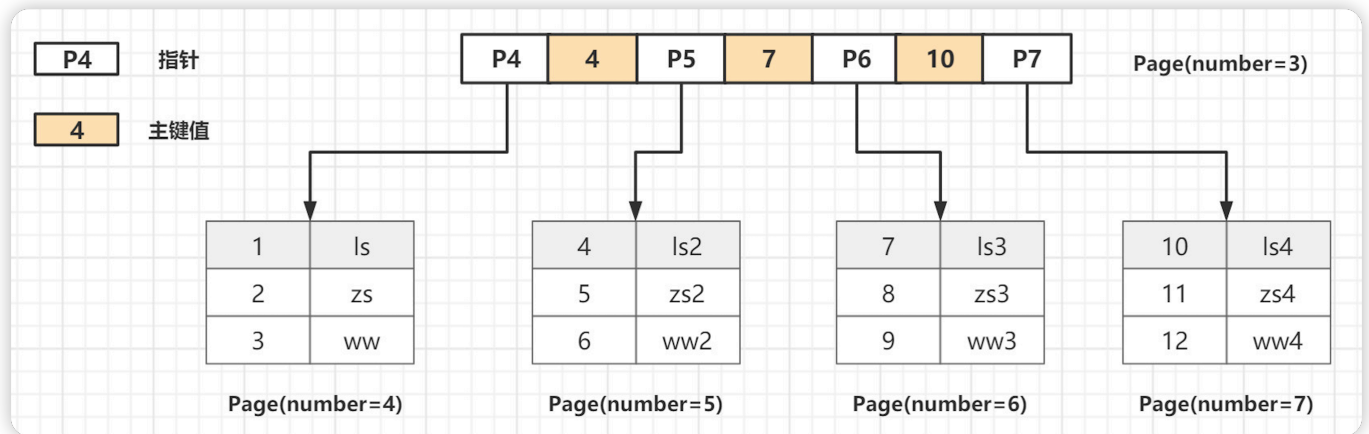 P4 指针
4 主键值
P4 4 P5 7 P6 10 P7
Page(number=3)
1 ls
2 zs
3 ww
Page(number=4)
4 ls2
5 zs2
6 ww2
Page(number=5)
7 ls3
8 zs3
9 ww3
Page(number=6)
10 ls4
11 zs4
12 ww4
Page(number=7)